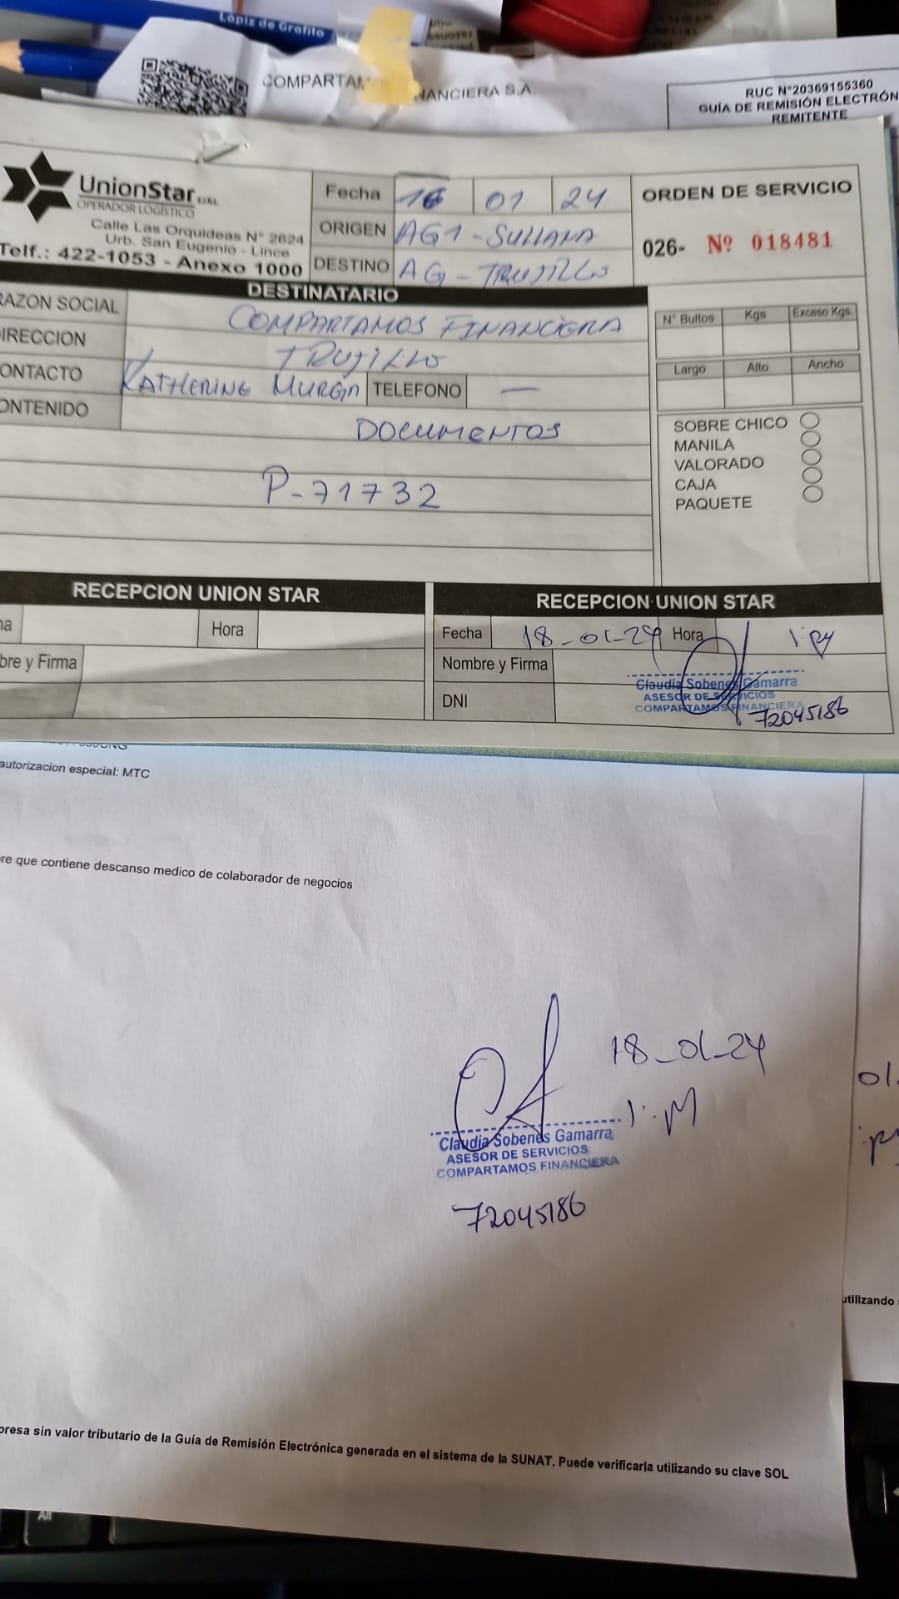 Lápiz de Grafito
COMPARTAM NANCIERA S.A.
RUC N°20369155360
GUÍA DE REMISIÓN ELECTRÓN
REMITENTE
UnionStar E.I.R.L.
OPERADOR LOGÍSTICO
Calle Las Orquideas N° 2624
Urb. San Eugenio - Lince
Telf.: 422-1053 - Anexo 1000
Fecha 16 01 24
ORIGEN AG1-SULLANA
DESTINO AG-TRUJILLO
ORDEN DE SERVICIO
026- Nº 018481
DESTINATARIO
RAZON SOCIAL COMPARTAMOS FINANCIERA
DIRECCION TRUJILLO
CONTACTO KATHERINE TELEFONO —
CONTENIDO DOCUMENTOS
P-71732
N° Bultos Kgs Exceso Kgs
Largo Alto Ancho
SOBRE CHICO
MANILA
VALORADO
CAJA
PAQUETE
RECEPCION UNION STAR
Hora
bre y Firma
RECEPCION UNION STAR
Fecha 18-01-24 Hora
Nombre y Firma
DNI
Claudia Sobenes Gamarra
ASESOR DE SERVICIOS
COMPARTAMOS FINANCIERA
72045186
autorizacion especial: MTC
re que contiene descanso medico de colaborador de negocios
18-01-24
Claudia Sobenes Gamarra
ASESOR DE SERVICIOS
COMPARTAMOS FINANCIERA
72045186
utilizando
presa sin valor tributario de la Guía de Remisión Electrónica generada en el sistema de la SUNAT. Puede verificarla utilizando su clave SOL
Alt